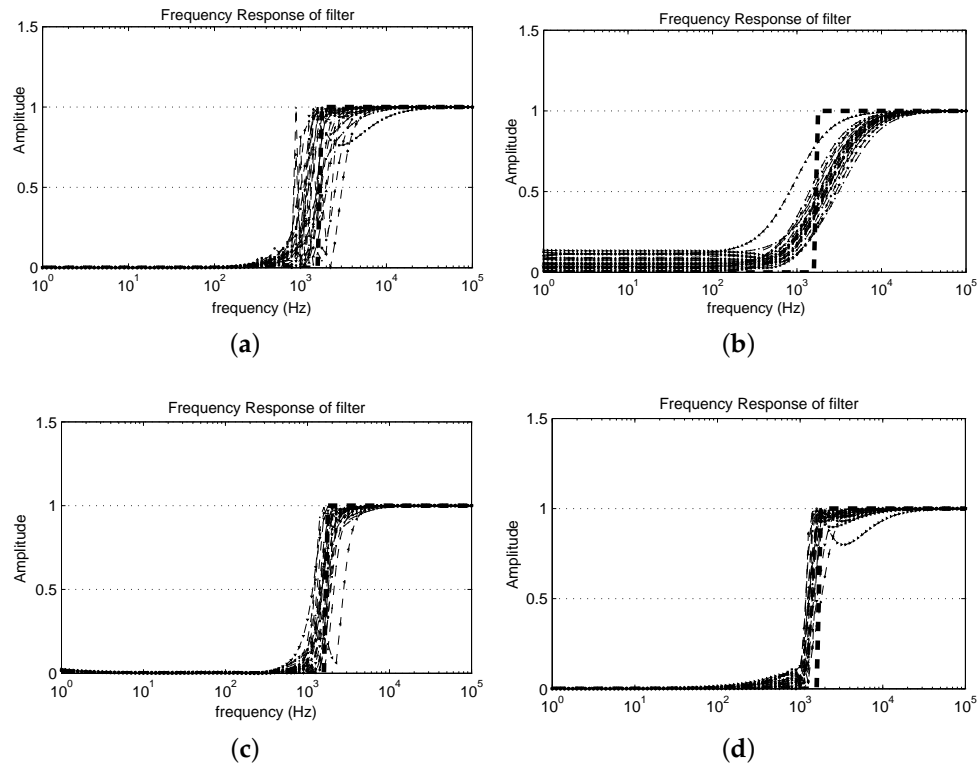 Frequency Response of filter
1.5
1
0.5
0
Amplitude
10^0 10^1 10^2 10^3 10^4 10^5
frequency (Hz)
(a)
Frequency Response of filter
1.5
1
0.5
0
Amplitude
10^0 10^1 10^2 10^3 10^4 10^5
frequency (Hz)
(b)
Frequency Response of filter
1.5
1
0.5
0
Amplitude
10^0 10^1 10^2 10^3 10^4 10^5
frequency (Hz)
(c)
Frequency Response of filter
1.5
1
0.5
0
Amplitude
10^0 10^1 10^2 10^3 10^4 10^5
(d)